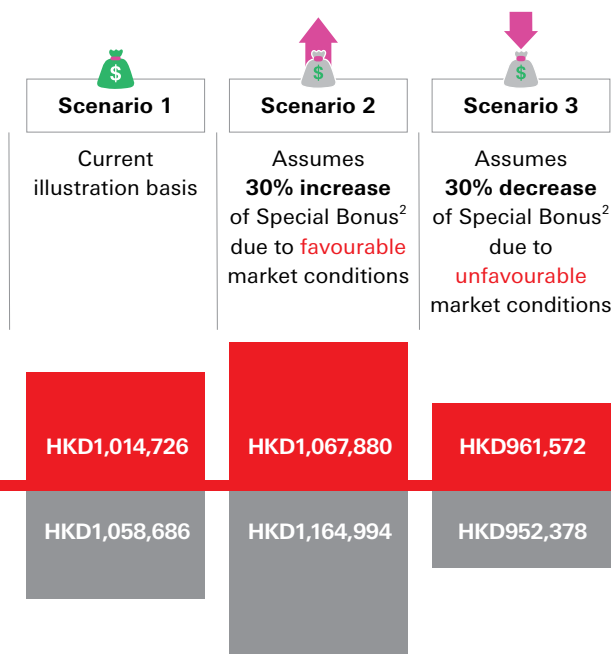 $
Scenario 1
Current
illustration basis
HKD1,014,726
HKD1,058,686
$
Scenario 2
Assumes
30% increase
of Special Bonus²
due to favourable
market conditions
HKD1,067,880
HKD1,164,994
$
Scenario 3
Assumes
30% decrease
of Special Bonus²
due to
unfavourable
market conditions
HKD961,572
HKD952,378